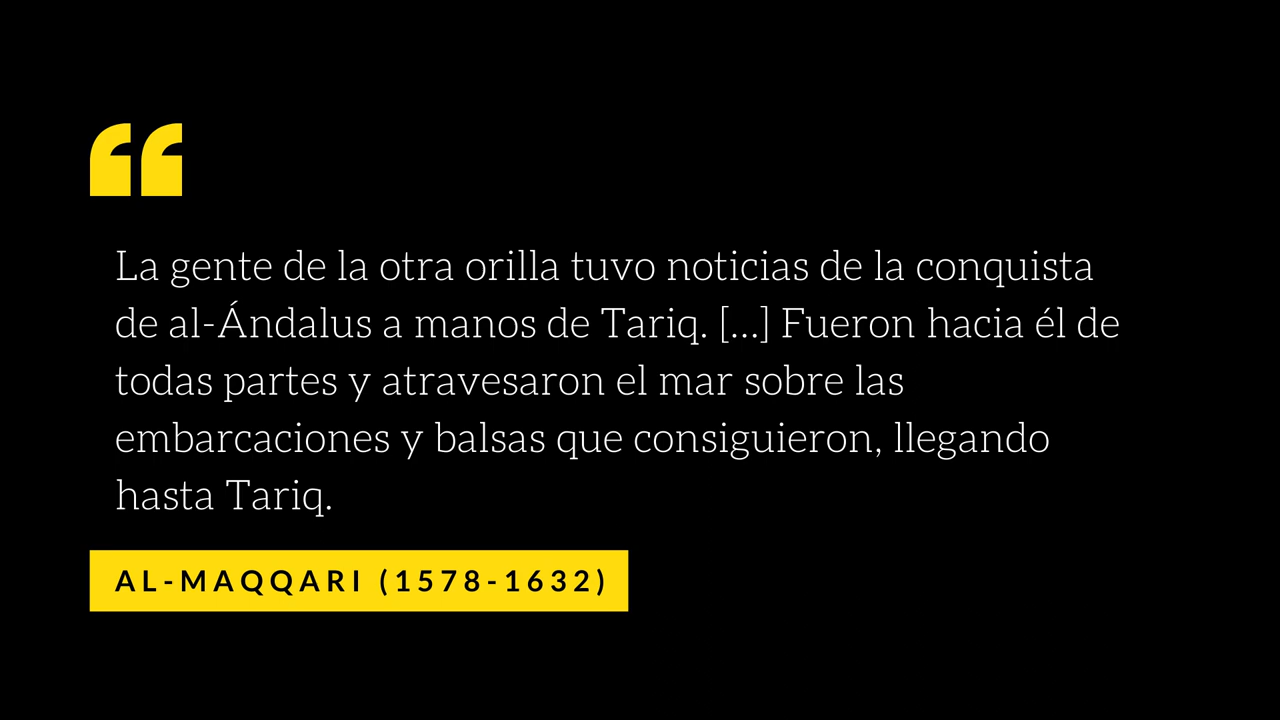 La gente de la otra orilla tuvo noticias de la conquista
de al-Ándalus a manos de Tariq. [...] Fueron hacia él de
todas partes y atravesaron el mar sobre las
embarcaciones y balsas que consiguieron, llegando
hasta Tariq.
AL-MAQQARI (1578-1632)